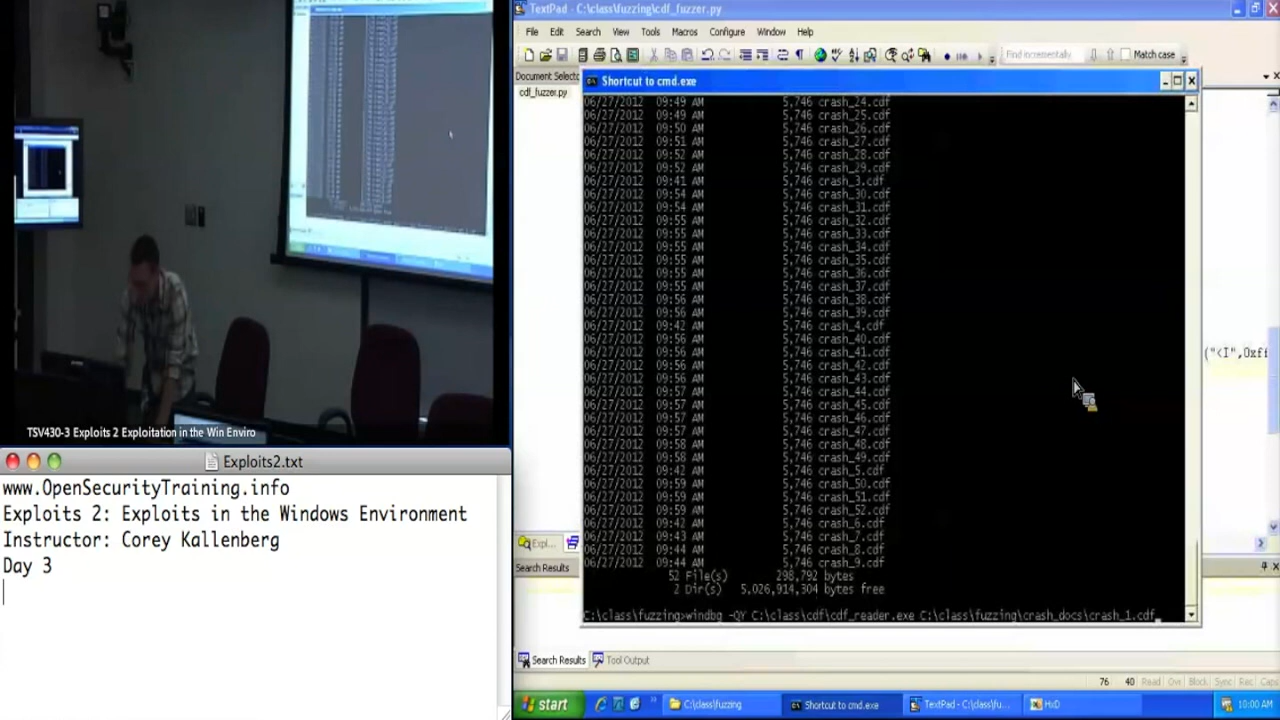 TextPad - C:\class\fuzzing\cdf_fuzzer.py
File Edit Search View Tools Macros Configure Window Help
Find incrementally Match case
Document Selecto
cdf_fuzzer.py
Shortcut to cmd.exe
06/27/2012 09:49 AM 5,746 crash_24.cdf
06/27/2012 09:49 AM 5,746 crash_25.cdf
06/27/2012 09:50 AM 5,746 crash_26.cdf
06/27/2012 09:51 AM 5,746 crash_27.cdf
06/27/2012 09:52 AM 5,746 crash_28.cdf
06/27/2012 09:52 AM 5,746 crash_29.cdf
06/27/2012 09:41 AM 5,746 crash_3.cdf
06/27/2012 09:54 AM 5,746 crash_30.cdf
06/27/2012 09:54 AM 5,746 crash_31.cdf
06/27/2012 09:55 AM 5,746 crash_32.cdf
06/27/2012 09:55 AM 5,746 crash_33.cdf
06/27/2012 09:55 AM 5,746 crash_34.cdf
06/27/2012 09:55 AM 5,746 crash_35.cdf
06/27/2012 09:55 AM 5,746 crash_36.cdf
06/27/2012 09:55 AM 5,746 crash_37.cdf
06/27/2012 09:56 AM 5,746 crash_38.cdf
06/27/2012 09:56 AM 5,746 crash_39.cdf
06/27/2012 09:42 AM 5,746 crash_4.cdf
06/27/2012 09:56 AM 5,746 crash_40.cdf
06/27/2012 09:56 AM 5,746 crash_41.cdf
06/27/2012 09:56 AM 5,746 crash_42.cdf
06/27/2012 09:56 AM 5,746 crash_43.cdf
06/27/2012 09:57 AM 5,746 crash_44.cdf
06/27/2012 09:57 AM 5,746 crash_45.cdf
06/27/2012 09:57 AM 5,746 crash_46.cdf
06/27/2012 09:57 AM 5,746 crash_47.cdf
06/27/2012 09:58 AM 5,746 crash_48.cdf
06/27/2012 09:58 AM 5,746 crash_49.cdf
06/27/2012 09:42 AM 5,746 crash_5.cdf
06/27/2012 09:59 AM 5,746 crash_50.cdf
06/27/2012 09:59 AM 5,746 crash_51.cdf
06/27/2012 09:59 AM 5,746 crash_52.cdf
06/27/2012 09:42 AM 5,746 crash_6.cdf
06/27/2012 09:43 AM 5,746 crash_7.cdf
06/27/2012 09:44 AM 5,746 crash_8.cdf
06/27/2012 09:44 AM 5,746 crash_9.cdf
52 File(s) 298,792 bytes
2 Dir(s) 5,026,914,304 bytes free
C:\class\fuzzing>windbg -QY C:\class\cdf\cdf_reader.exe C:\class\fuzzing\crash_docs\crash_1.cdf
("<I",0xff
Expl...
Search Results
Search Results Tool Output
76 40 Read Ovr Block Sync Rec Caps
start C:\class\fuzzing Shortcut to cmd.exe TextPad - C:\class\fu... HxD 10:00 AM
TSV430-3 Exploits 2 Exploitation in the Win Enviro
Exploits2.txt
www.OpenSecurityTraining.info
Exploits 2: Exploits in the Windows Environment
Instructor: Corey Kallenberg
Day 3